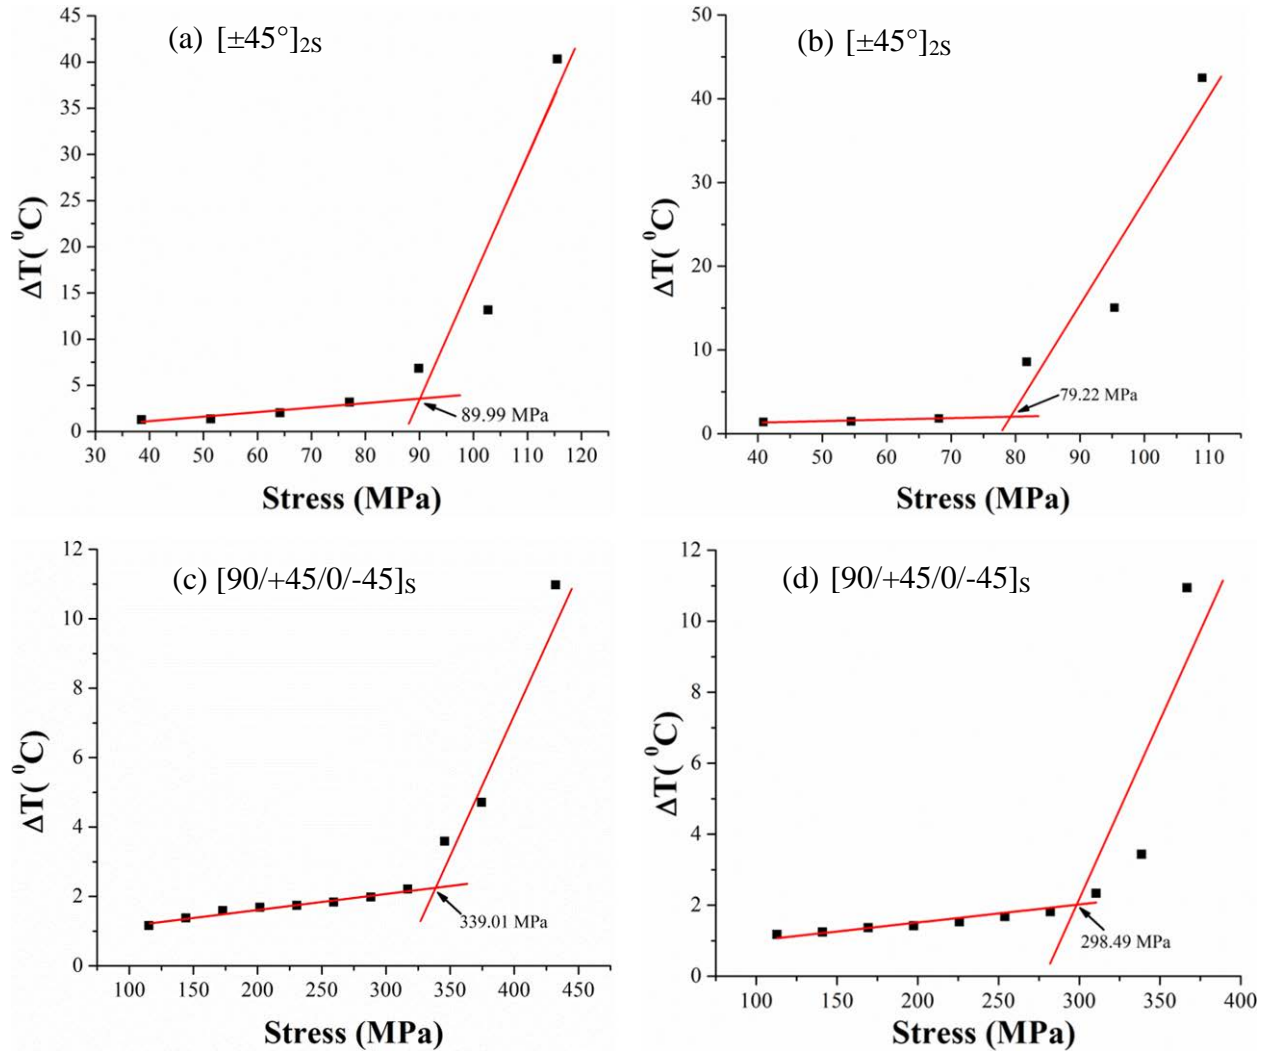 (a) [±45°]2S
45
40
35
30
25
20
15
10
5
0
ΔT( ⁰C)
89.99 MPa
30 40 50 60 70 80 90 100 110 120
Stress (MPa)
(b) [±45°]2S
50
40
30
20
10
0
ΔT( ⁰C)
79.22 MPa
40 50 60 70 80 90 100 110
Stress (MPa)
(c) [90/+45/0/-45]S
12
10
8
6
4
2
0
ΔT( ⁰C)
339.01 MPa
100 150 200 250 300 350 400 450
Stress (MPa)
(d) [90/+45/0/-45]S
12
10
8
6
4
2
0
ΔT( ⁰C)
298.49 MPa
100 150 200 250 300 350 400
Stress (MPa)